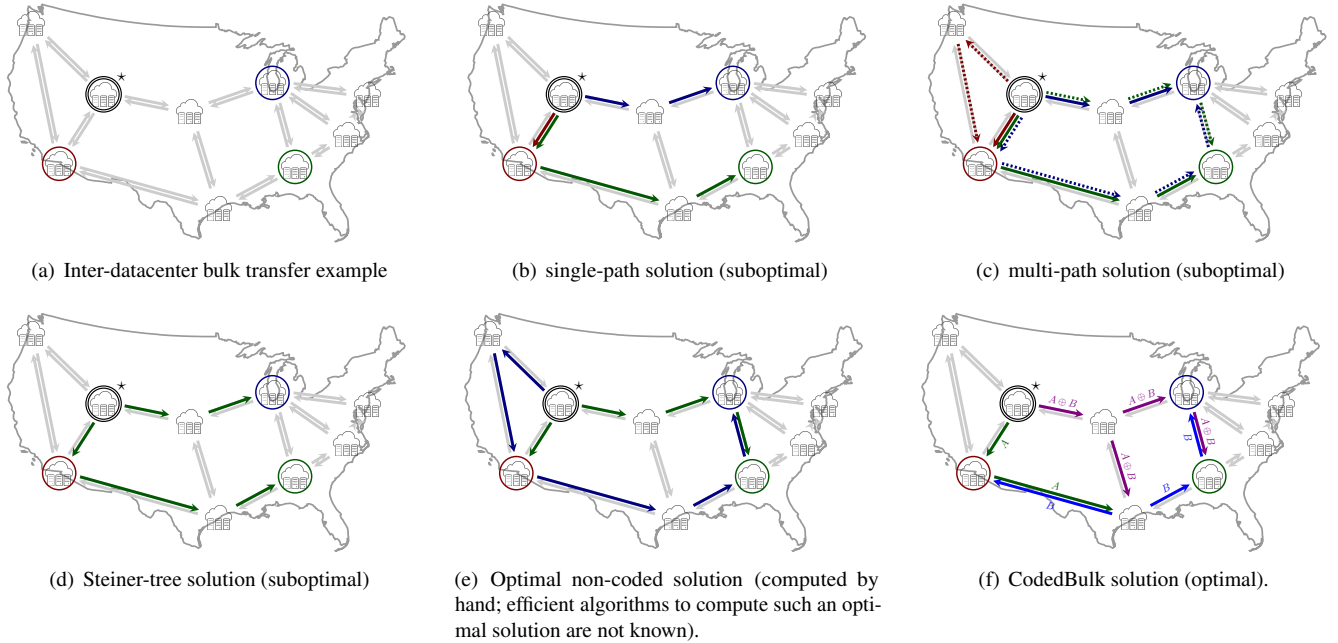 ⋆
⋆
⋆
(a) Inter-datacenter bulk transfer example
(b) single-path solution (suboptimal)
(c) multi-path solution (suboptimal)
⋆
⋆
⋆
A⊕B
A⊕B
A
A⊕B
B
A⊕B
A
B
B
(d) Steiner-tree solution (suboptimal)
(e) Optimal non-coded solution (computed by
hand; efficient algorithms to compute such an opti-
mal solution are not known).
(f) CodedBulk solution (optimal).